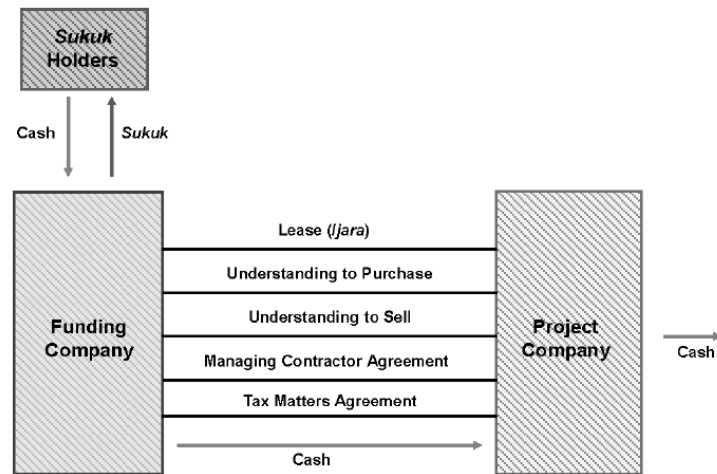 Sukuk
Holders
Cash
Sukuk
Lease (Ijara)
Understanding to Purchase
Understanding to Sell
Managing Contractor Agreement
Tax Matters Agreement
Funding
Company
Project
Company
Cash
Cash